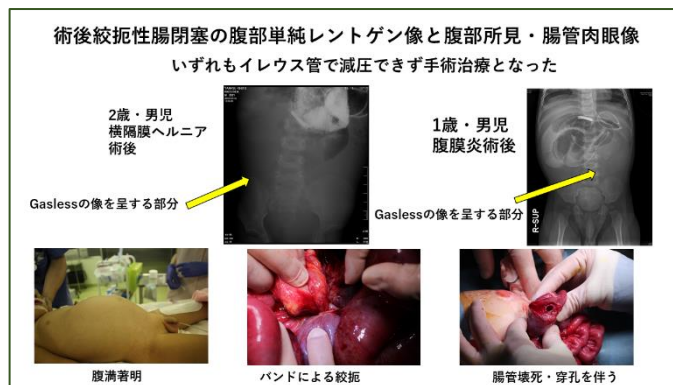 術後絞扼性腸閉塞の腹部単純レントゲン像と腹部所見・腸管肉眼像
いずれもイレウス管で減圧できず手術治療となった
2歳・男児
横隔膜ヘルニア
術後
Gaslessの像を呈する部分
1歳・男児
腹膜炎術後
Gaslessの像を呈する部分
R-SUP
腹満著明
バンドによる絞扼
腸管壊死・穿孔を伴う